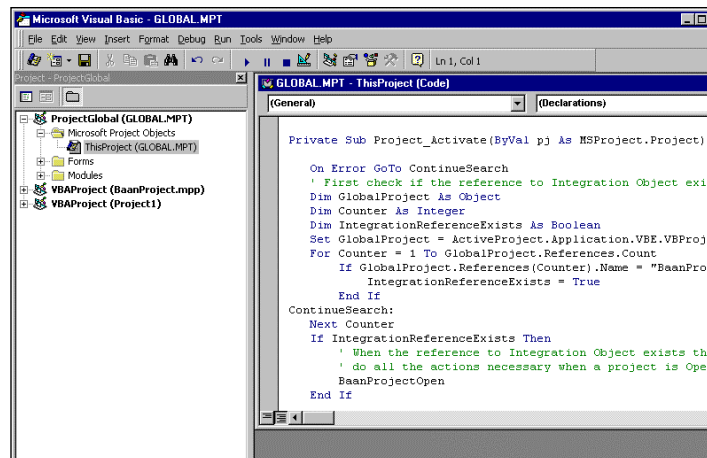 Microsoft Visual Basic - GLOBAL.MPT
File Edit View Insert Format Debug Run Tools Window Help
Ln 1, Col 1
Project - ProjectGlobal
ProjectGlobal (GLOBAL.MPT)
Microsoft Project Objects
ThisProject (GLOBAL.MPT)
Forms
Modules
VBAProject (BaanProject.mpp)
VBAProject (Project1)
GLOBAL.MPT - ThisProject (Code)
(General) (Declarations)
Private Sub Project_Activate(ByVal pj As MSProject.Project)
On Error GoTo ContinueSearch
' First check if the reference to Integration Object exi
Dim GlobalProject As Object
Dim Counter As Integer
Dim IntegrationReferenceExists As Boolean
Set GlobalProject = ActiveProject.Application.VBE.VBProj
For Counter = 1 To GlobalProject.References.Count
If GlobalProject.References(Counter).Name = "BaanPro
IntegrationReferenceExists = True
End If
ContinueSearch:
Next Counter
If IntegrationReferenceExists Then
' When the reference to Integration Object exists th
' do all the actions necessary when a project is Ope
BaanProjectOpen
End If